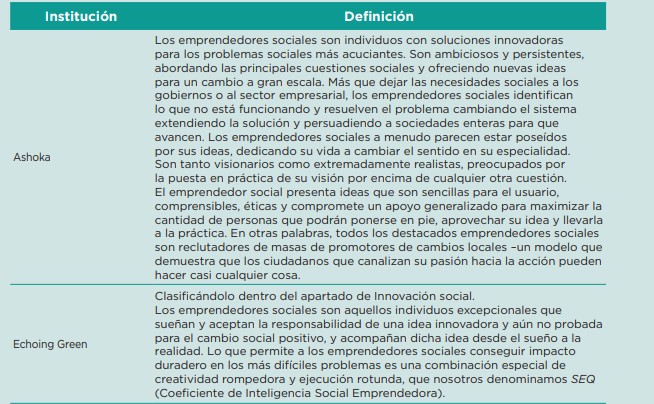 Institución Definición
Los emprendedores sociales son individuos con soluciones innovadoras
para los problemas sociales más acuciantes. Son ambiciosos y persistentes,
abordando las principales cuestiones sociales y ofreciendo nuevas ideas
para un cambio a gran escala. Más que dejar las necesidades sociales a los
gobiernos o al sector empresarial, los emprendedores sociales identifican
lo que no está funcionando y resuelven el problema cambiando el sistema
extendiendo la solución y persuadiendo a sociedades enteras para que
avancen. Los emprendedores sociales a menudo parecen estar poseídos
Ashoka por sus ideas, dedicando su vida a cambiar el sentido en su especialidad.
Son tanto visionarios como extremadamente realistas, preocupados por
la puesta en práctica de su visión por encima de cualquier otra cuestión.
El emprendedor social presenta ideas que son sencillas para el usuario,
comprensibles, éticas y compromete un apoyo generalizado para maximizar la
cantidad de personas que podrán ponerse en pie, aprovechar su idea y llevarla
a la práctica. En otras palabras, todos los destacados emprendedores sociales
son reclutadores de masas de promotores de cambios locales –un modelo que
demuestra que los ciudadanos que canalizan su pasión hacia la acción pueden
hacer casi cualquier cosa.
Clasificándolo dentro del apartado de Innovación social.
Los emprendedores sociales son aquellos individuos excepcionales que
sueñan y aceptan la responsabilidad de una idea innovadora y aún no probada
Echoing Green para el cambio social positivo, y acompañan dicha idea desde el sueño a la
realidad. Lo que permite a los emprendedores sociales conseguir impacto
duradero en los más difíciles problemas es una combinación especial de
creatividad rompedora y ejecución rotunda, que nosotros denominamos SEQ
(Coeficiente de Inteligencia Social Emprendedora).